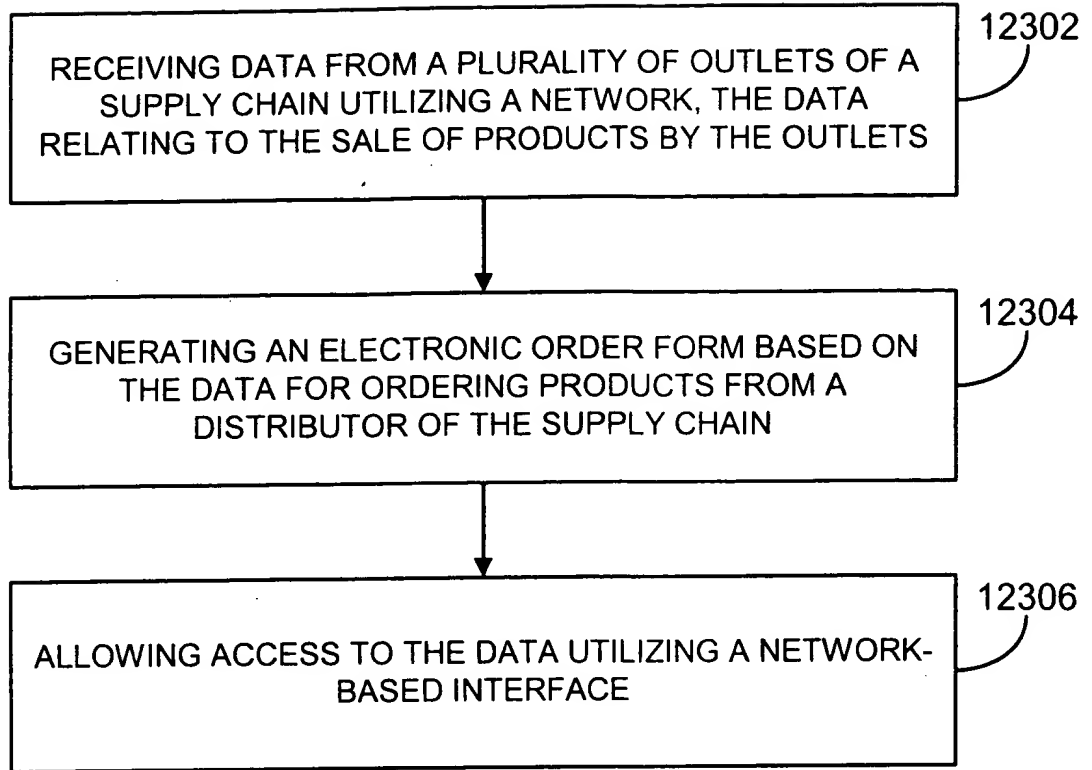 12302
RECEIVING DATA FROM A PLURALITY OF OUTLETS OF A
SUPPLY CHAIN UTILIZING A NETWORK, THE DATA
RELATING TO THE SALE OF PRODUCTS BY THE OUTLETS
12304
GENERATING AN ELECTRONIC ORDER FORM BASED ON
THE DATA FOR ORDERING PRODUCTS FROM A
DISTRIBUTOR OF THE SUPPLY CHAIN
12306
ALLOWING ACCESS TO THE DATA UTILIZING A NETWORK-
BASED INTERFACE